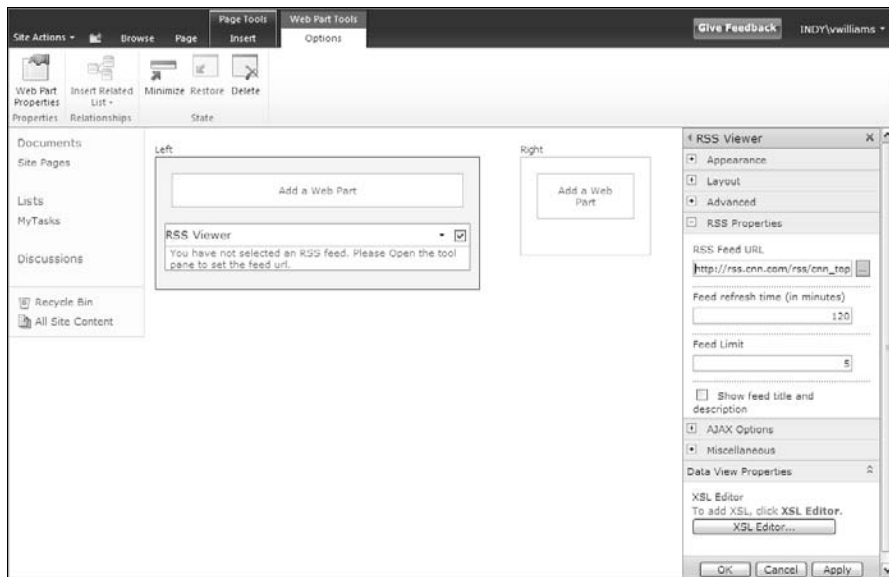 Page Tools
Web Part Tools
Give Feedback
INDY\vwilliams
Site Actions
Browse
Page
Insert
Options
Web Part
Properties
Insert Related
List
Minimize
Restore
Delete
Properties
Relationships
State
Documents
Site Pages
Lists
MyTasks
Discussions
Recycle Bin
All Site Content
Left
Add a Web Part
RSS Viewer
You have not selected an RSS feed. Please Open the tool
pane to set the feed url.
Right
Add a Web
Part
RSS Viewer
Appearance
Layout
Advanced
RSS Properties
RSS Feed URL
http://rss.cnn.com/rss/cnn_top
...
Feed refresh time (in minutes)
120
Feed Limit
5
Show feed title and
description
AJAX Options
Miscellaneous
Data View Properties
XSL Editor
To add XSL, click XSL Editor.
XSL Editor...
OK
Cancel
Apply